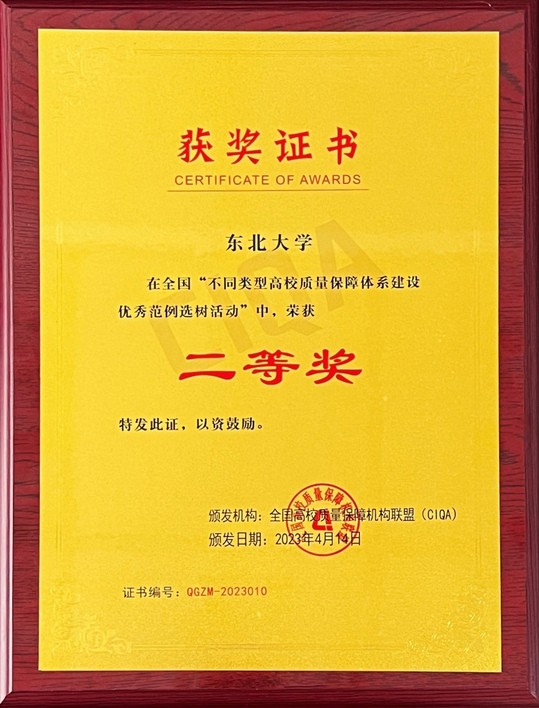 获奖证书
CERTIFICATE OF AWARDS
CIQA
东北大学
在全国“不同类型高校质量保障体系建设
优秀范例选树活动”中，荣获
二等奖
特发此证，以资鼓励。
颁发机构：全国高校质量保障机构联盟（CIQA）
颁发日期：2023年4月14日
证书编号：QGZM-2023010